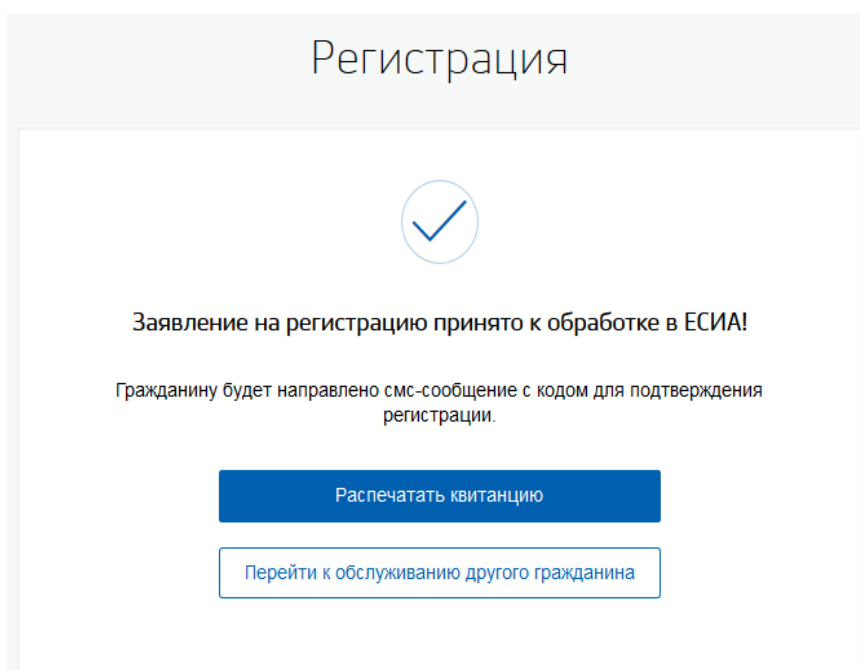 Регистрация
Заявление на регистрацию принято к обработке в ЕСИА!
Гражданину будет направлено смс-сообщение с кодом для подтверждения
регистрации.
Распечатать квитанцию
Перейти к обслуживанию другого гражданина